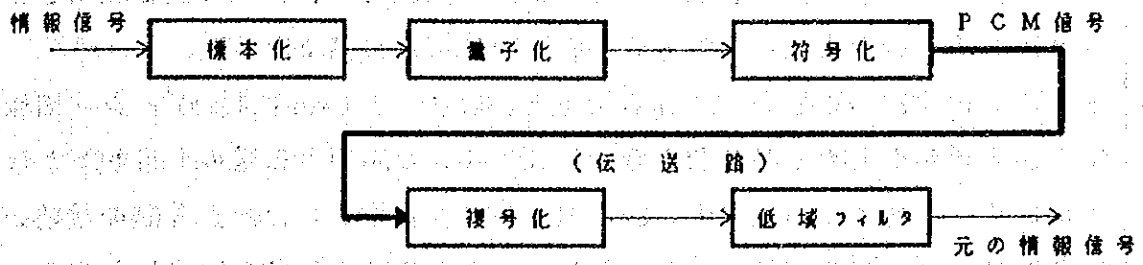 情報信号
標本化
量子化
符号化
PCM信号
(伝送路)
復号化
低域フィルタ
元の情報信号